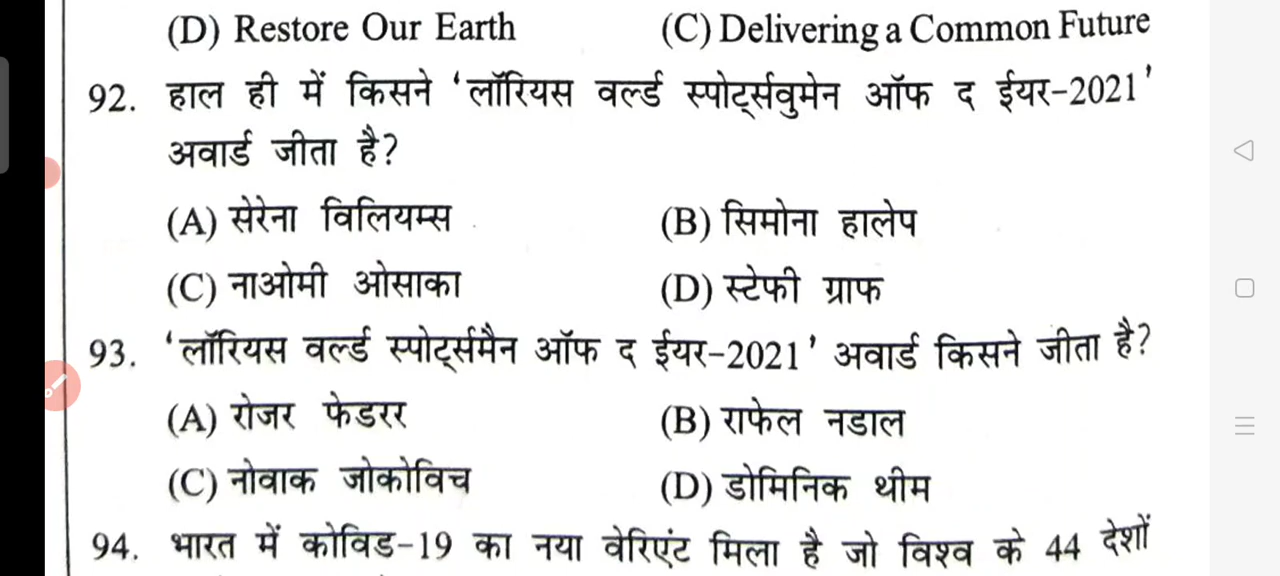 (D) Restore Our Earth (C) Delivering a Common Future
92. हाल ही में किसने ‘लॉरियस वर्ल्ड स्पोर्ट्सवुमेन ऑफ द ईयर-2021’
अवार्ड जीता है?
(A) सेरेना विलियम्स (B) सिमोना हालेप
(C) नाओमी ओसाका (D) स्टेफी ग्राफ
93. ‘लॉरियस वर्ल्ड स्पोर्ट्समैन ऑफ द ईयर-2021’ अवार्ड किसने जीता है?
(A) रोजर फेडरर (B) राफेल नडाल
(C) नोवाक जोकोविच (D) डोमिनिक थीम
94. भारत में कोविड-19 का नया वेरिएंट मिला है जो विश्व के 44 देशों